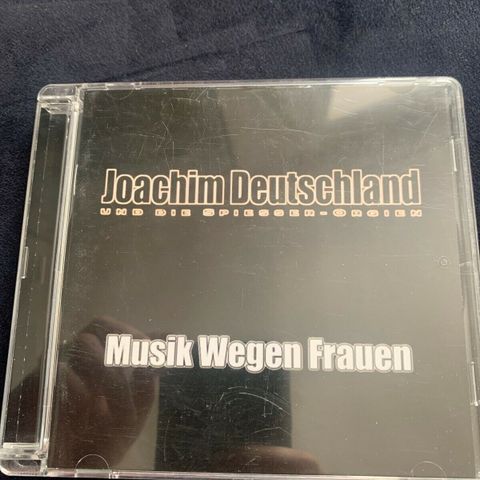 Joachim Deutschland
UND DIE SPIESSER-ORGIEN
Musik Wegen Frauen